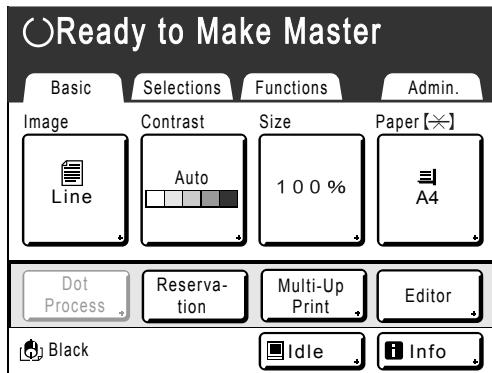 Ready to Make Master
Basic Selections Functions Admin.
Image Contrast Size Paper【✳】
Line
Auto
100%
A4
Dot
Process
Reserva-
tion
Multi-Up
Print
Editor
Black Idle Info